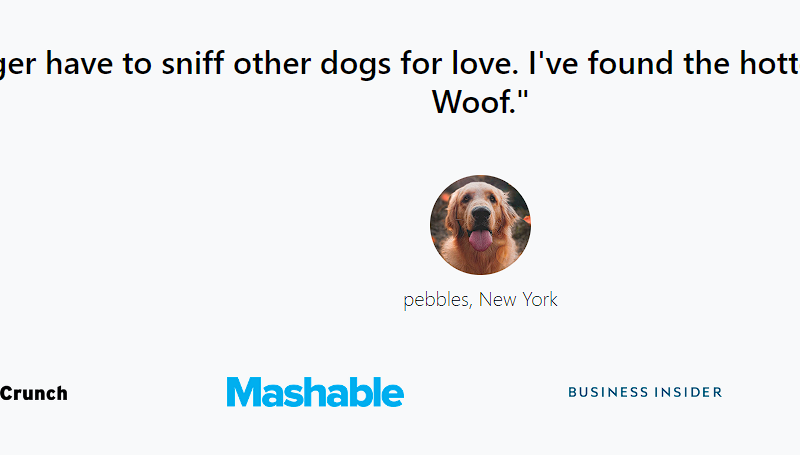 ger have to sniff other dogs for love. I've found the hott
Woof."
pebbles, New York
Crunch
Mashable
BUSINESS INSIDER